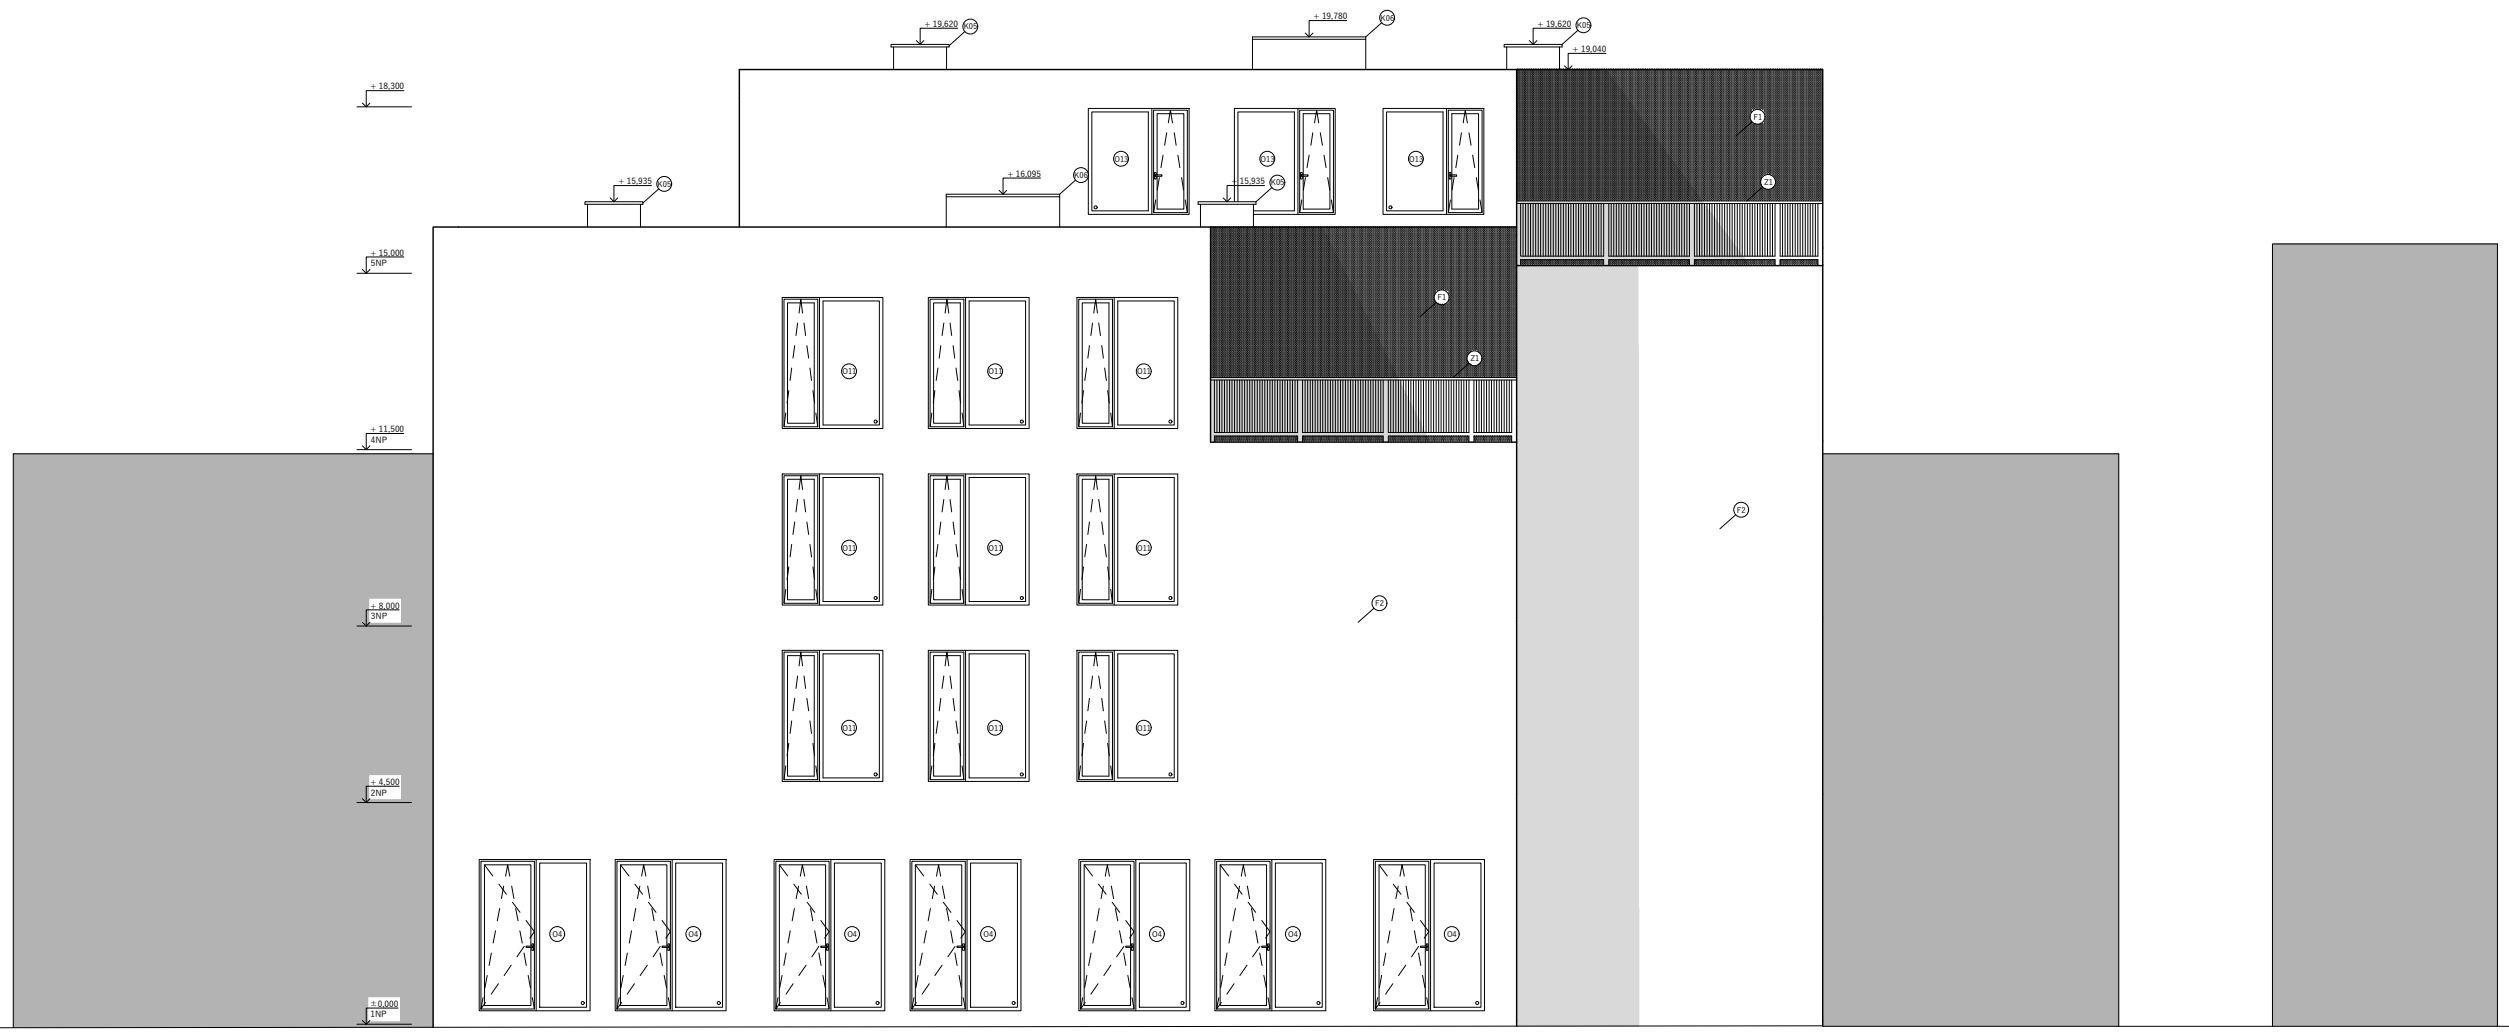 + 19,620
K05
+ 19,780
K06
+ 19,620
K05
+ 19,040
+ 18,300
F1
O13
O13
O13
+ 15,935
K05
+ 16,095
K06
+ 15,935
K05
Z1
+ 15,000
5NP
F1
Z1
O11
O11
O11
+ 11,500
4NP
F2
O11
O11
O11
+ 8,000
3NP
F2
O11
O11
O11
+ 4,500
2NP
O4
O4
O4
O4
O4
O4
O4
±0,000
1NP